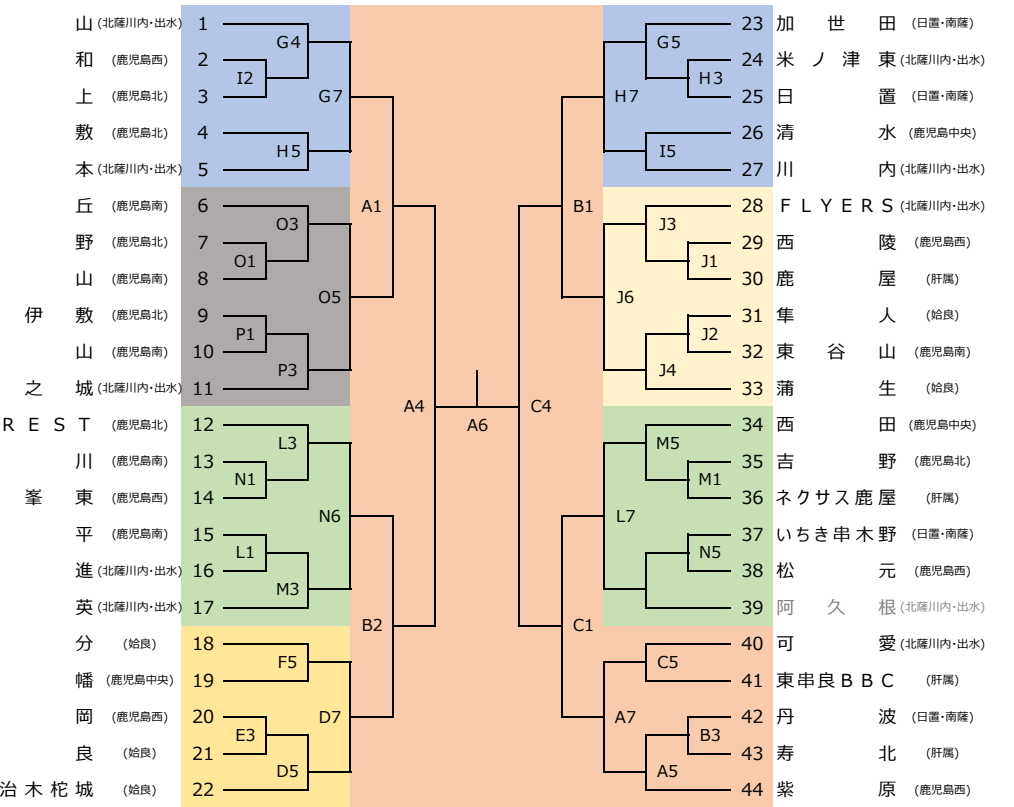 山 (北薩川内・出水) 1
和 (鹿児島西) 2
上 (鹿児島北) 3
敷 (鹿児島北) 4
本 (北薩川内・出水) 5
丘 (鹿児島南) 6
野 (鹿児島北) 7
山 (鹿児島南) 8
伊敷 (鹿児島北) 9
山 (鹿児島南) 10
之城 (北薩川内・出水) 11
REST (鹿児島北) 12
川 (鹿児島南) 13
峯東 (鹿児島西) 14
平 (鹿児島南) 15
進 (北薩川内・出水) 16
英 (北薩川内・出水) 17
分 (姶良) 18
幡 (鹿児島中央) 19
岡 (鹿児島西) 20
良 (姶良) 21
治木柁城 (姶良) 22
G4
I2
G7
H5
A1
O3
O1
O5
P1
P3
A4
L3
N1
N6
L1
M3
B2
F5
D7
E3
D5
A6
G5
H3
H7
I5
B1
J3
J1
J6
J2
J4
C4
M5
M1
L7
N5
C1
C5
A7
B3
A5
23 加世田 (日置・南薩)
24 米ノ津東 (北薩川内・出水)
25 日置 (日置・南薩)
26 清水 (鹿児島中央)
27 川内 (北薩川内・出水)
28 FLYERS (北薩川内・出水)
29 西陵 (鹿児島西)
30 鹿屋 (肝属)
31 隼人 (姶良)
32 東谷山 (鹿児島南)
33 蒲生 (姶良)
34 西田 (鹿児島中央)
35 吉野 (鹿児島北)
36 ネクサス鹿屋 (肝属)
37 いちき串木野 (日置・南薩)
38 松元 (鹿児島西)
39 阿久根 (北薩川内・出水)
40 可愛 (北薩川内・出水)
41 東串良BBC (肝属)
42 丹波 (日置・南薩)
43 寿北 (肝属)
44 紫原 (鹿児島西)